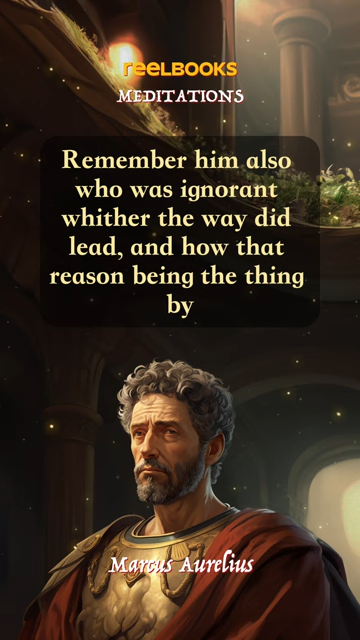 reelBOOKS
MEDITATIONS
Remember him also
who was ignorant
whither the way did
lead, and how that
reason being the thing
by
Marcus Aurelius